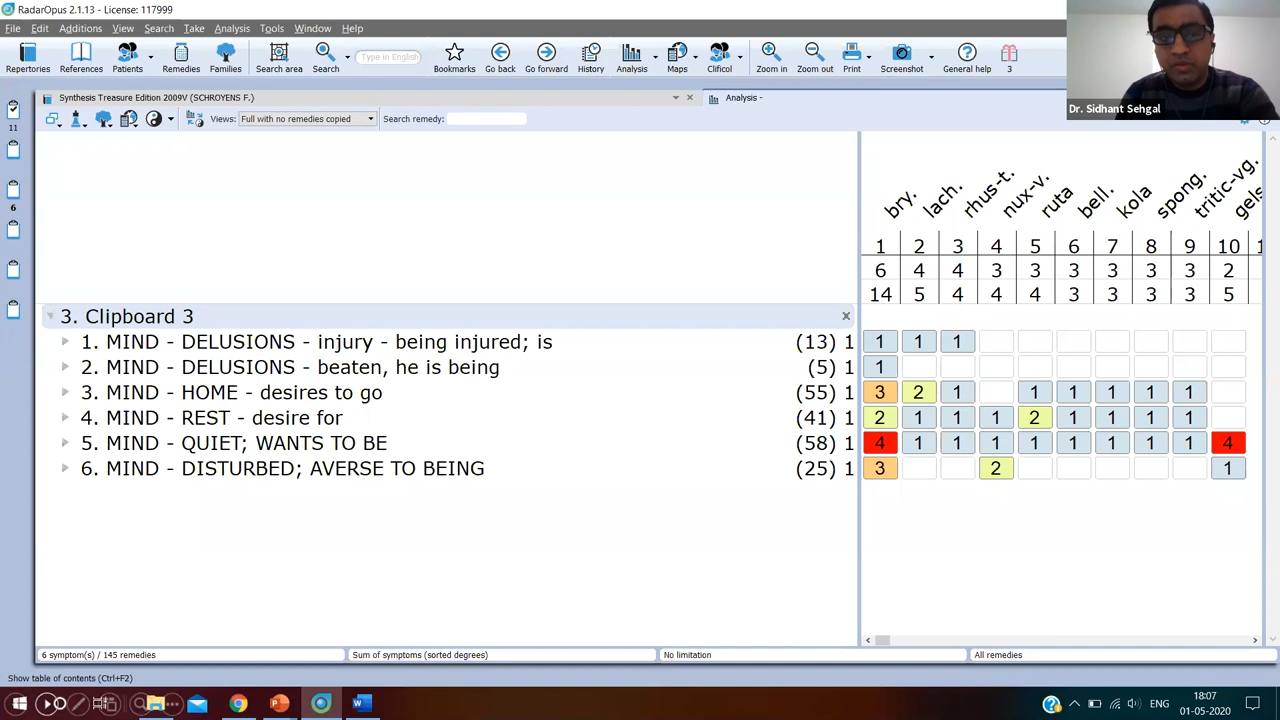 RadarOpus 2.1.13 - License: 117999
File Edit Additions View Search Take Analysis Tools Window Help
Repertories References Patients Remedies Families Search area Search Type in English Bookmarks Go back Go forward History Analysis Maps Clificol Zoom in Zoom out Print Screenshot General help 3
Dr. Sidhant Sehgal
Synthesis Treasure Edition 2009V (SCHROYENS F.) Analysis -
Views: Full with no remedies copied Search remedy:
11
6
bry. lach. rhus-t. nux-v. ruta bell. kola spong. tritic-vg. gels
1 2 3 4 5 6 7 8 9 10 1
6 4 4 3 3 3 3 3 3 2
14 5 4 4 4 3 3 3 3 5
3. Clipboard 3
1. MIND - DELUSIONS - injury - being injured; is (13) 1 1 1 1
2. MIND - DELUSIONS - beaten, he is being (5) 1 1
3. MIND - HOME - desires to go (55) 1 3 2 1 1 1 1 1 1
4. MIND - REST - desire for (41) 1 2 1 1 1 2 1 1 1 1
5. MIND - QUIET; WANTS TO BE (58) 1 4 1 1 1 1 1 1 1 1 4
6. MIND - DISTURBED; AVERSE TO BEING (25) 1 3 2 1
6 symptom(s) / 145 remedies Sum of symptoms (sorted degrees) No limitation All remedies
Show table of contents (Ctrl+F2)
ENG
18:07
01-05-2020